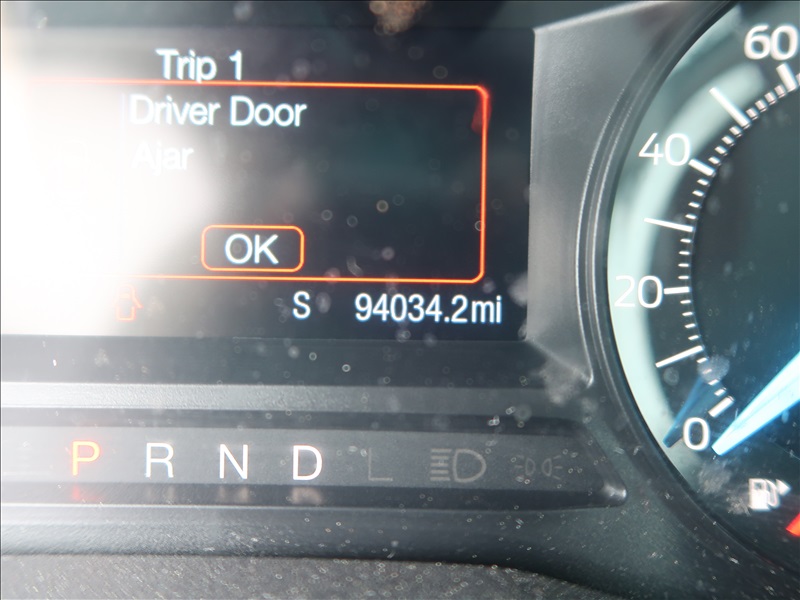 Trip 1
Driver Door
Ajar
OK
S 94034.2mi
P R N D L
60
40
20
0